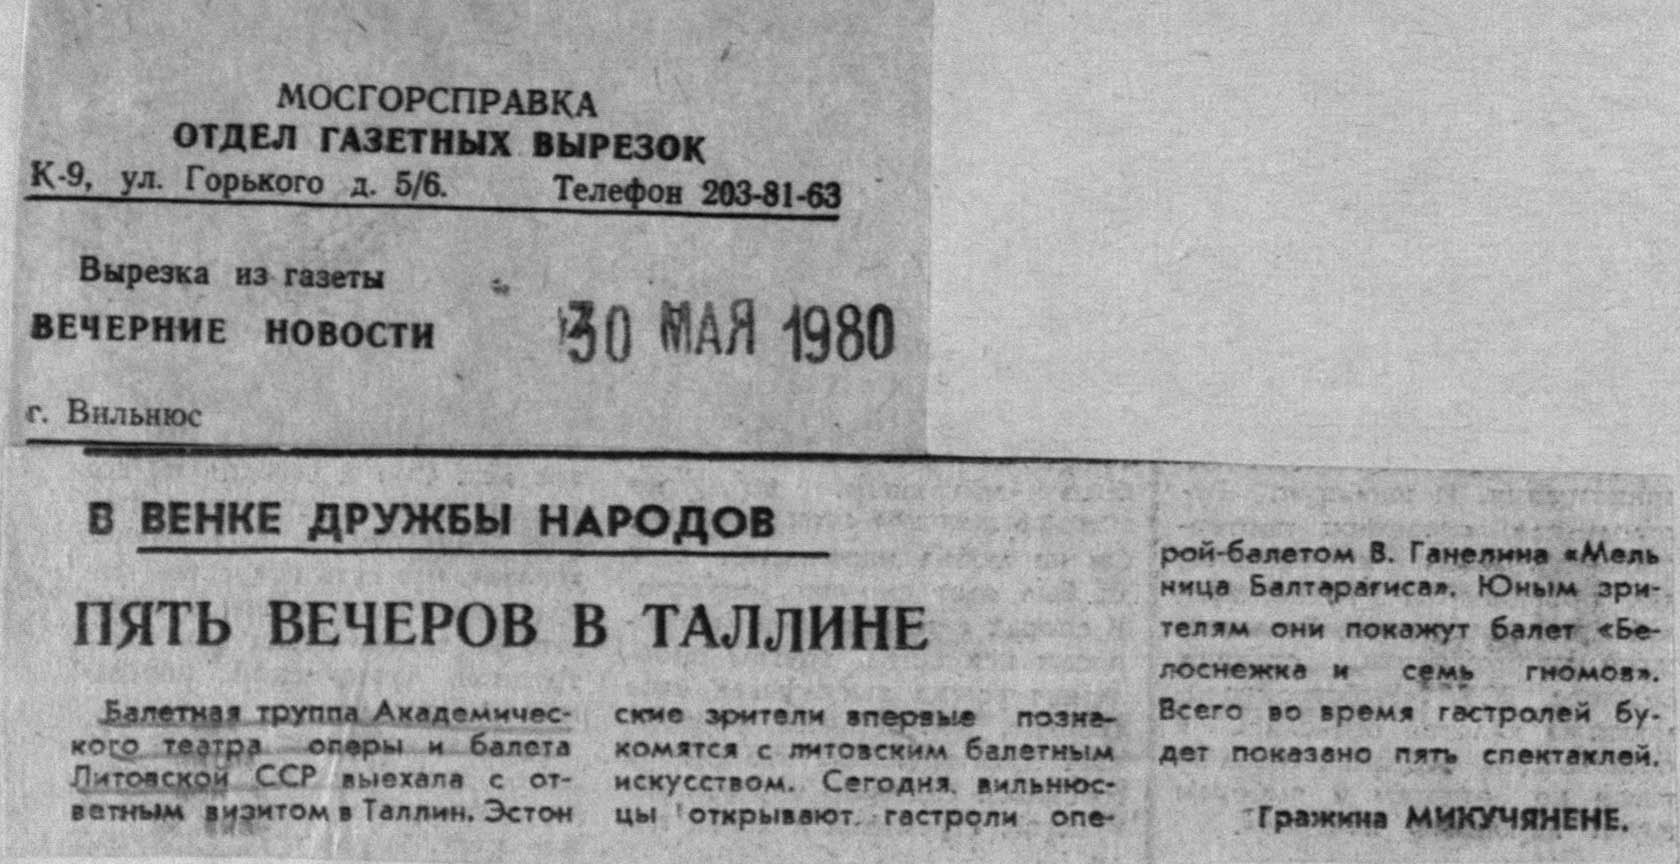 МОСГОРСПРАВКА
ОТДЕЛ ГАЗЕТНЫХ ВЫРЕЗОК
К-9, ул. Горького д. 5/6. Телефон 203-81-63
Вырезка из газеты
ВЕЧЕРНИЕ НОВОСТИ
30 МАЯ 1980
г. Вильнюс
В ВЕНКЕ ДРУЖБЫ НАРОДОВ
ПЯТЬ ВЕЧЕРОВ В ТАЛЛИНЕ
Балетная труппа Академичес-
кого театра оперы и балета
Литовской ССР выехала с от-
ветным визитом в Таллин. Эстон
ские зрители впервые позна-
комятся с литовским балетным
искусством. Сегодня вильнюс-
цы открывают гастроли опе-
рой-балетом В. Ганелина «Мель
ница Балтарагиса». Юным зри-
телям они покажут балет «Бе-
лоснежка и семь гномов».
Всего во время гастролей бу-
дет показано пять спектаклей.
Гражина МИКУЧЯНЕНЕ.